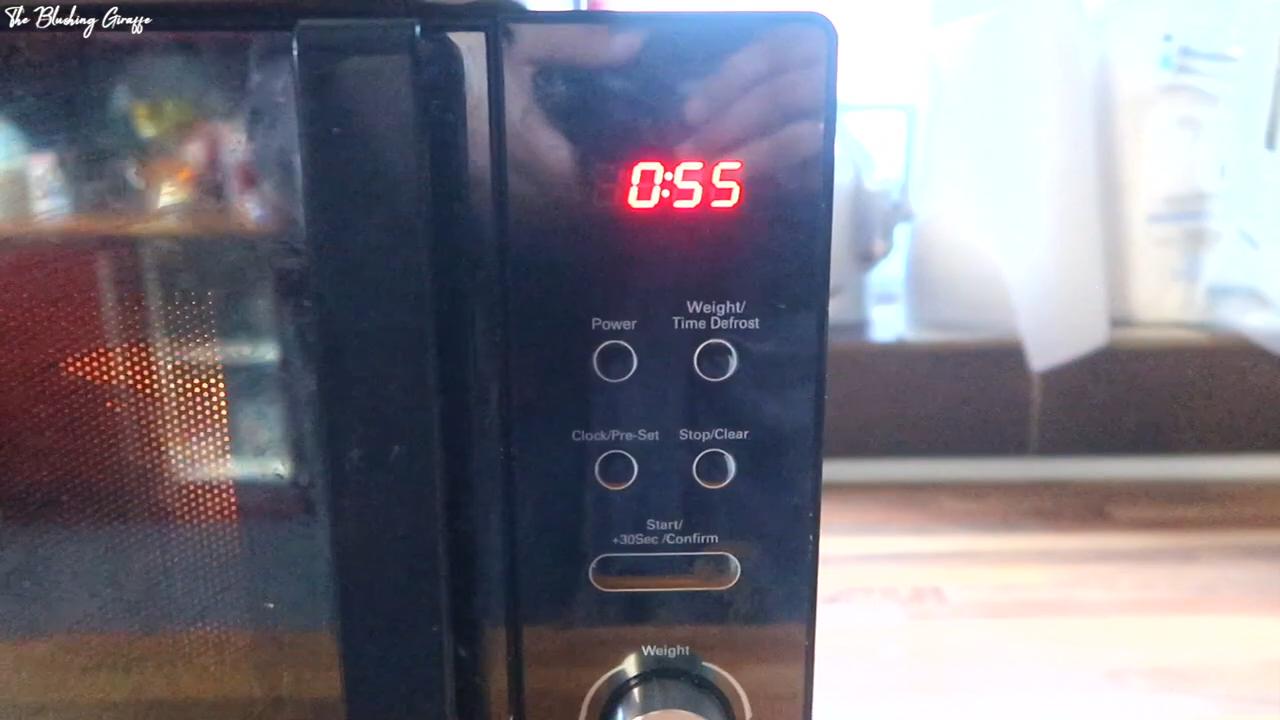 The Blushing Giraffe
0:55
Weight/
Power
Time Defrost
Clock/Pre-Set
Stop/Clear
Start/
+30Sec /Confirm
Weight